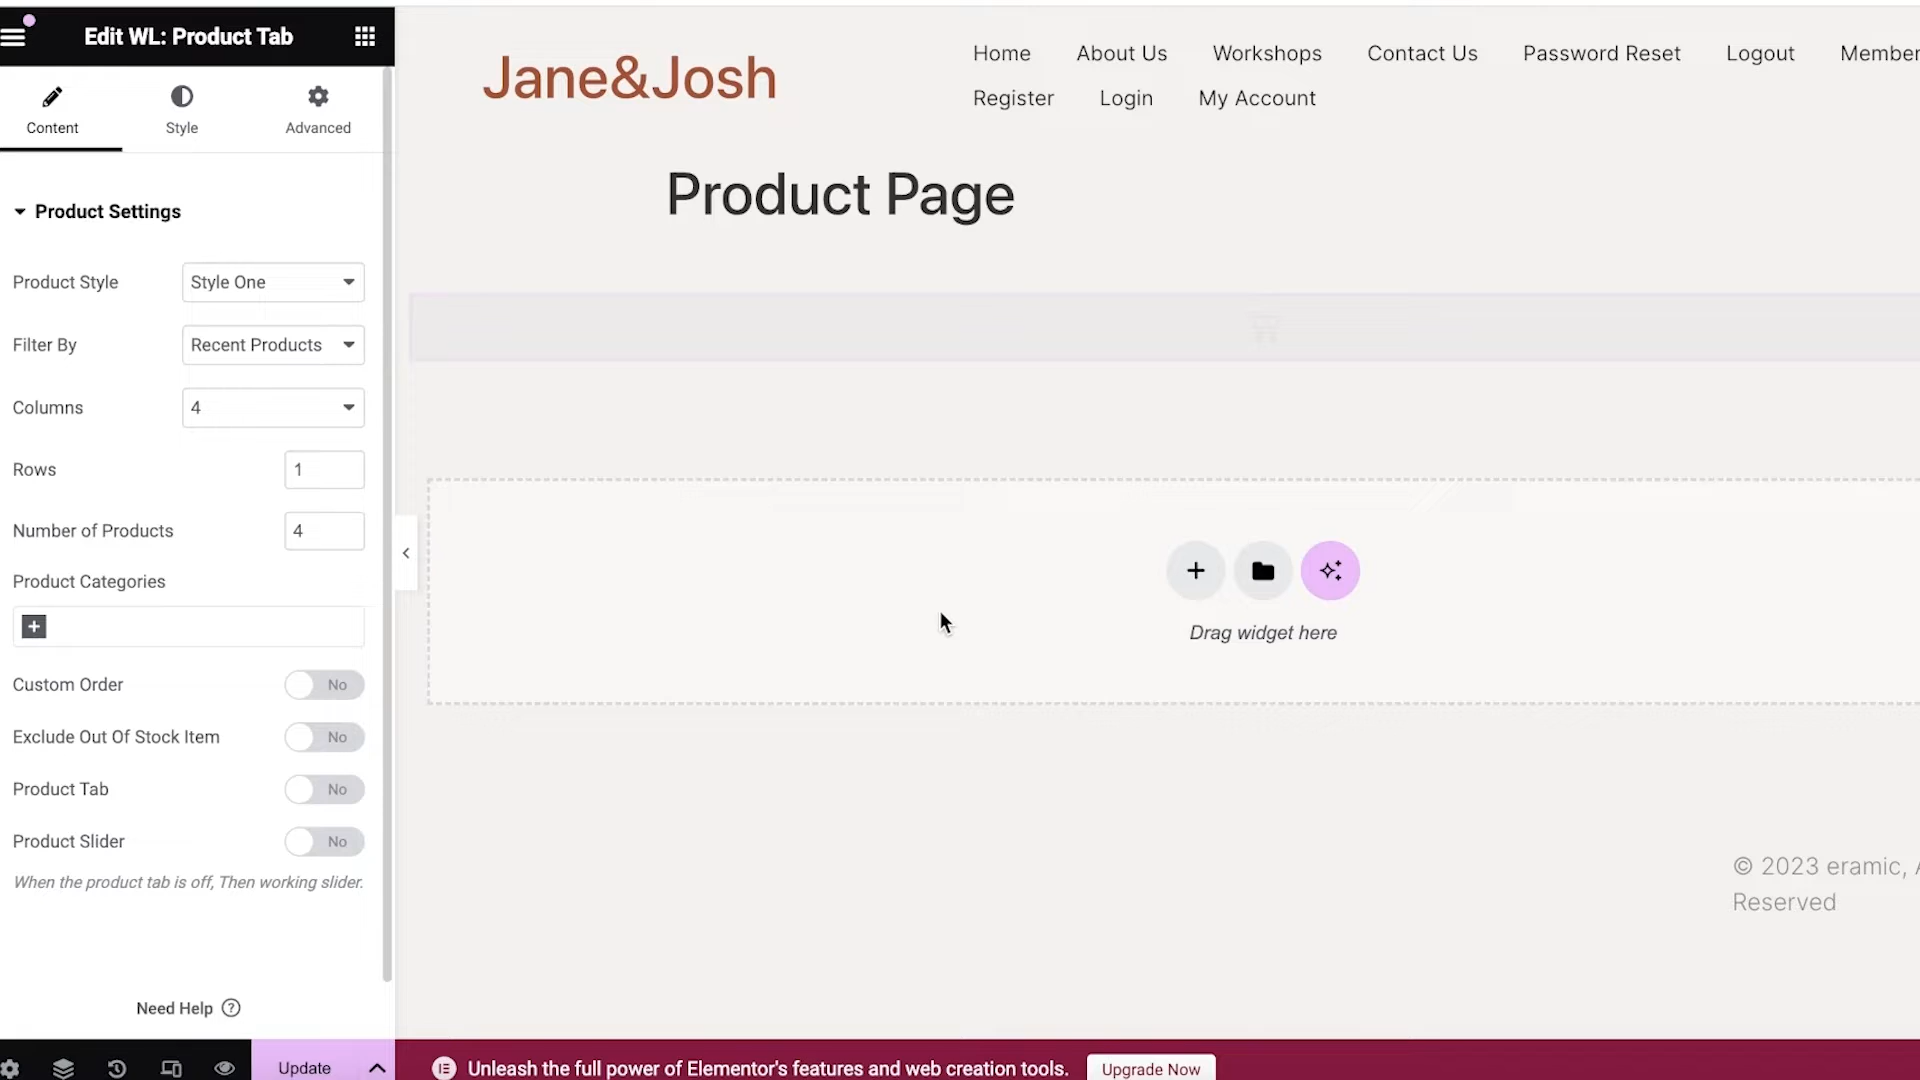 Edit WL: Product Tab
Content
Style
Advanced
Product Settings
Product Style
Style One
Filter By
Recent Products
Columns
4
Rows
1
Number of Products
4
Product Categories
Custom Order
No
Exclude Out Of Stock Item
No
Product Tab
No
Product Slider
No
When the product tab is off, Then working slider.
Need Help
Update
Jane&Josh
Home About Us Workshops Contact Us Password Reset Logout Member
Register Login My Account
Product Page
Drag widget here
© 2023 eramic, A
Reserved
Unleash the full power of Elementor's features and web creation tools.
Upgrade Now